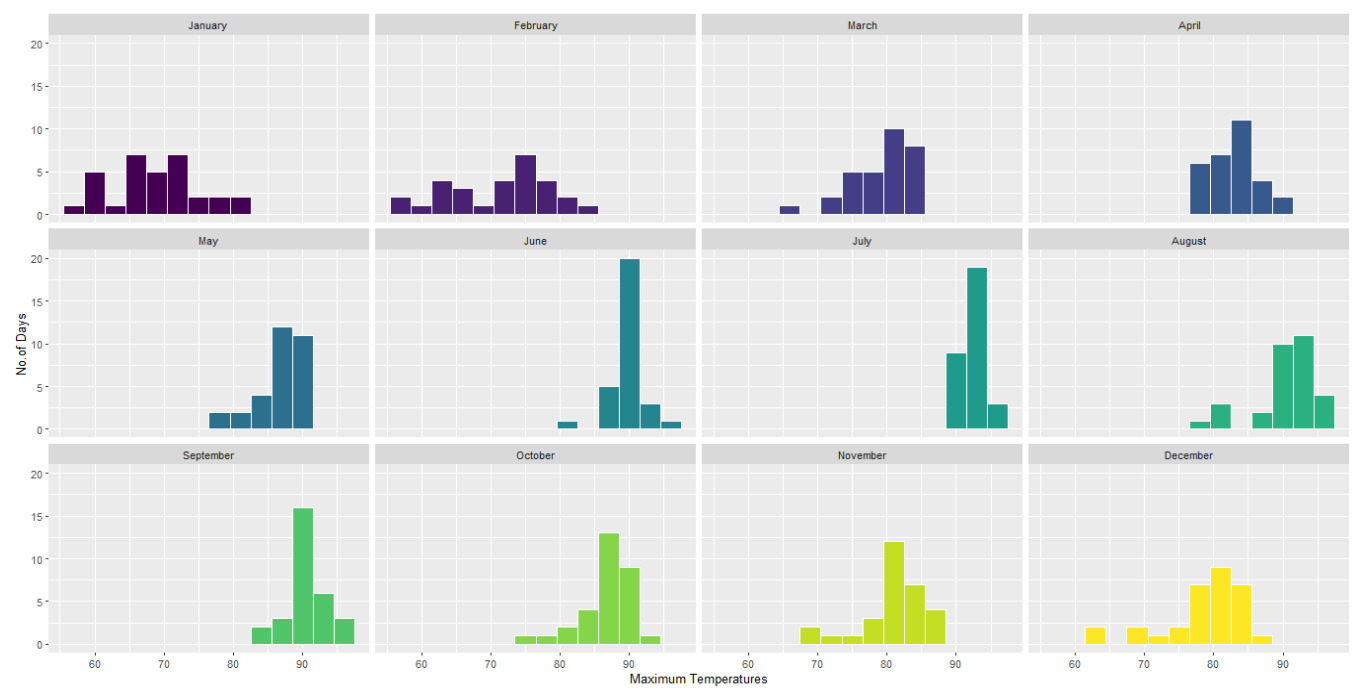 January February March April
20
15
10
5
0
May June July August
20
15
10
5
0
No.of Days
September October November December
20
15
10
5
0
60 70 80 90 60 70 80 90 60 70 80 90 60 70 80 90
Maximum Temperatures